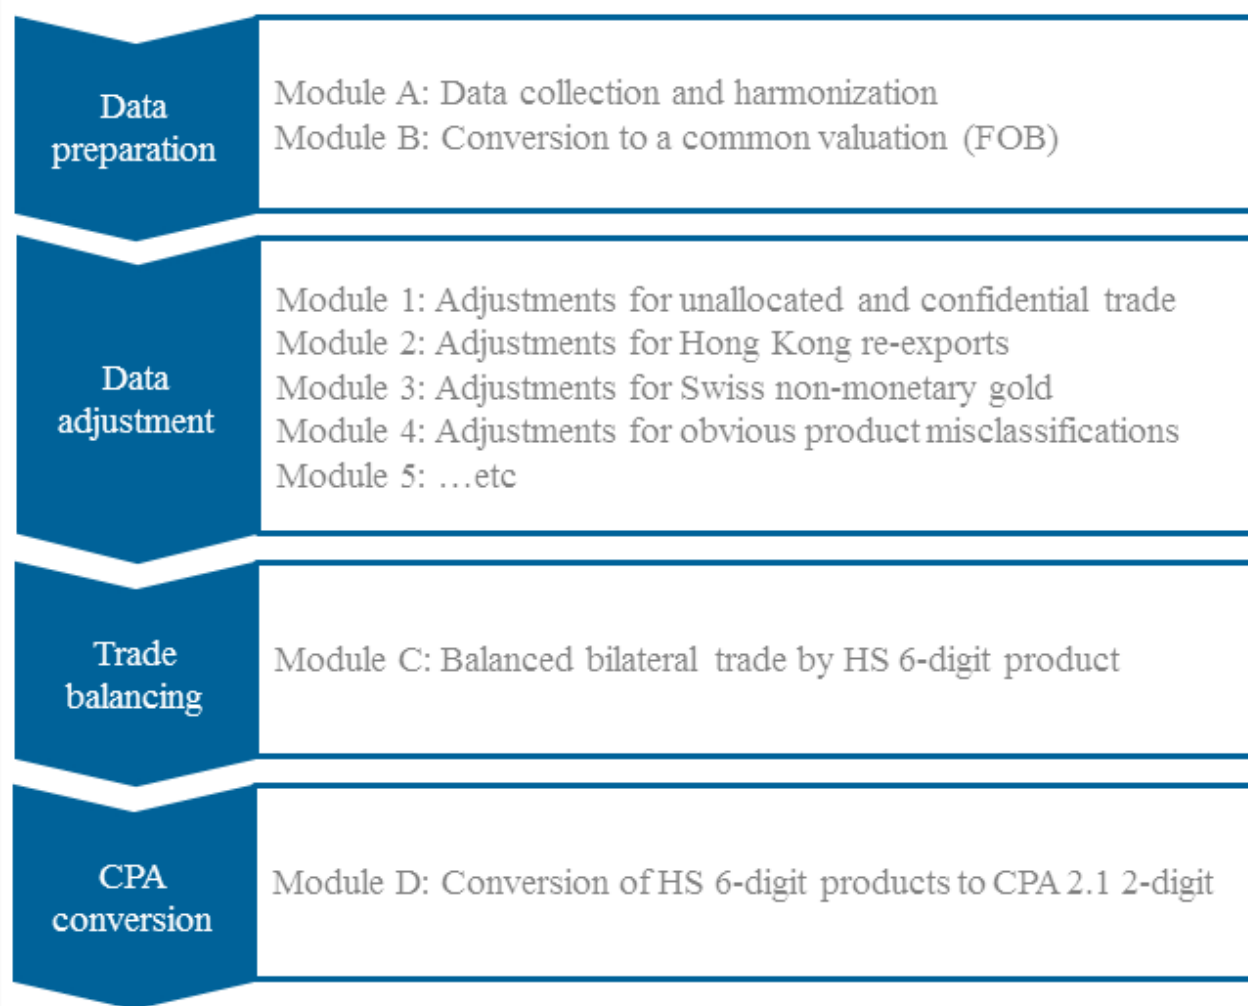 Data
preparation
Module A: Data collection and harmonization
Module B: Conversion to a common valuation (FOB)
Data
adjustment
Module 1: Adjustments for unallocated and confidential trade
Module 2: Adjustments for Hong Kong re-exports
Module 3: Adjustments for Swiss non-monetary gold
Module 4: Adjustments for obvious product misclassifications
Module 5: …etc
Trade
balancing
Module C: Balanced bilateral trade by HS 6-digit product
CPA
conversion
Module D: Conversion of HS 6-digit products to CPA 2.1 2-digit